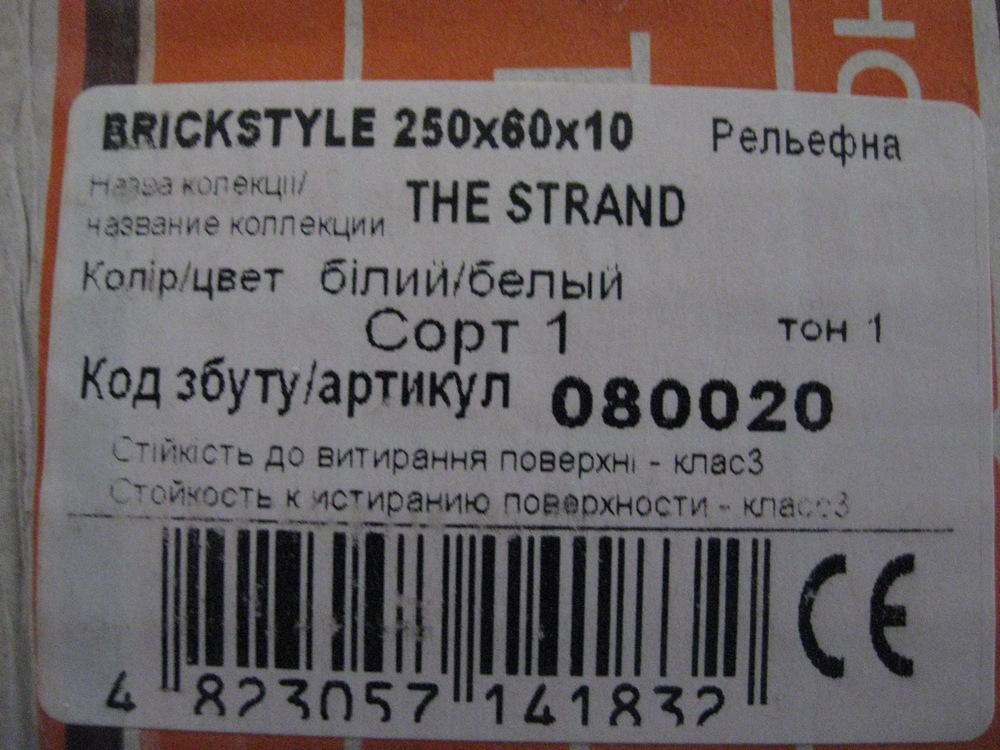 BRICKSTYLE 250x60x10 Рельефна
Назва колекції/
название коллекции THE STRAND
Колір/цвет білий/белый
Сорт 1 тон 1
Код збуту/артикул 080020
Стійкість до витирання поверхні - клас3
Стойкость к истиранию поверхности - класс3
CE
4 823057 141832